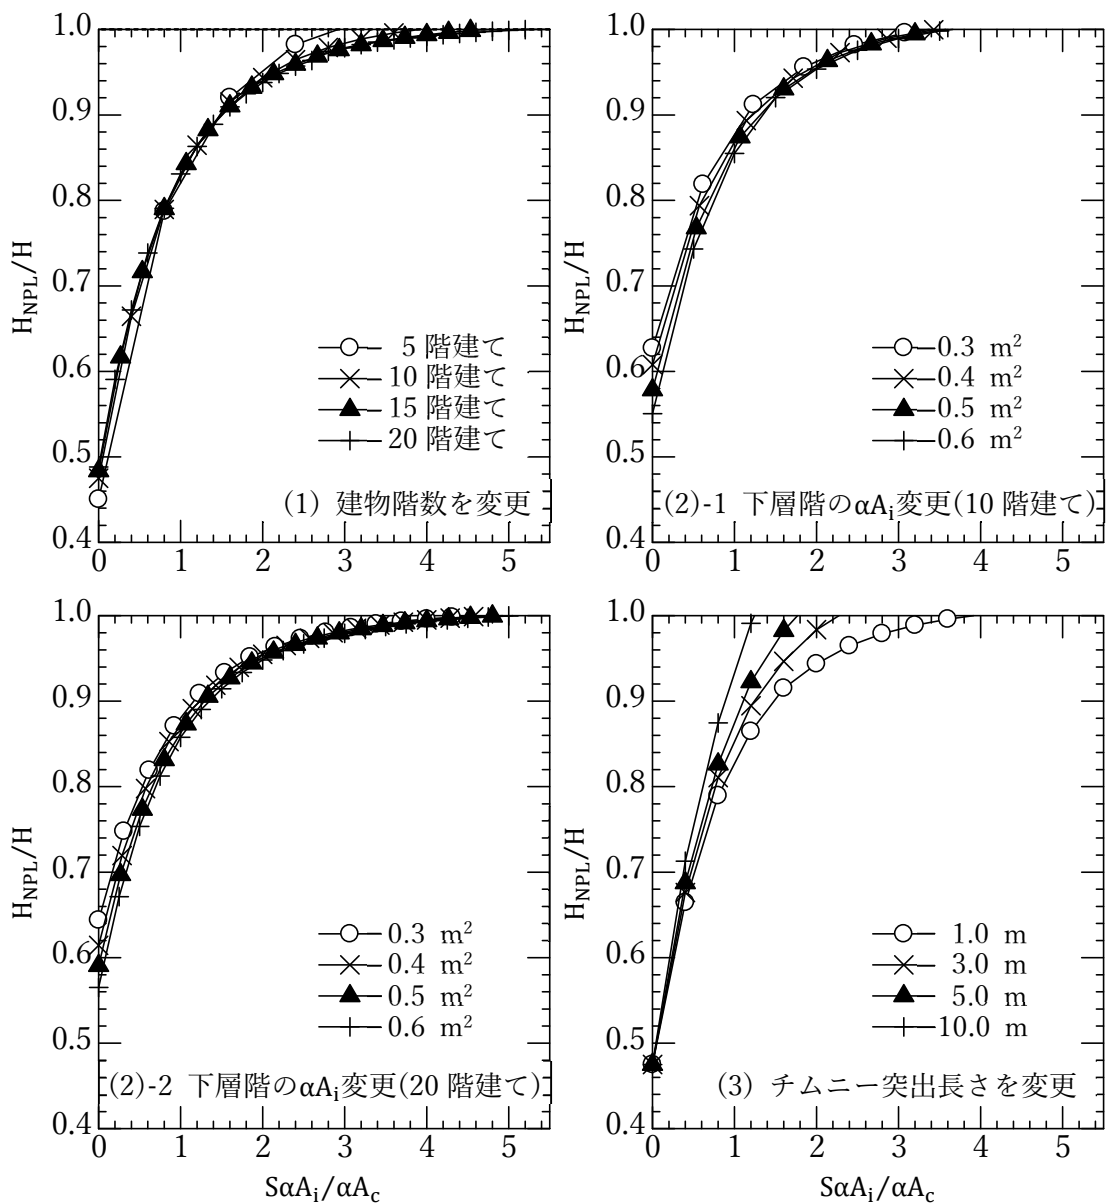 1.0
0.9
0.8
0.7
0.6
0.5
0.4
H_NPL/H
5 階建て
10 階建て
15 階建て
20 階建て
(1) 建物階数を変更
0 1 2 3 4 5
1.0
0.9
0.8
0.7
0.6
0.5
0.4
H_NPL/H
0.3 m²
0.4 m²
0.5 m²
0.6 m²
(2)-1 下層階のαA_i変更(10 階建て)
0 1 2 3 4 5
1.0
0.9
0.8
0.7
0.6
0.5
0.4
H_NPL/H
0.3 m²
0.4 m²
0.5 m²
0.6 m²
(2)-2 下層階のαA_i変更(20 階建て)
0 1 2 3 4 5
SαA_i/αA_c
1.0
0.9
0.8
0.7
0.6
0.5
0.4
H_NPL/H
1.0 m
3.0 m
5.0 m
10.0 m
(3) チムニー突出長さを変更
0 1 2 3 4 5
SαA_i/αA_c